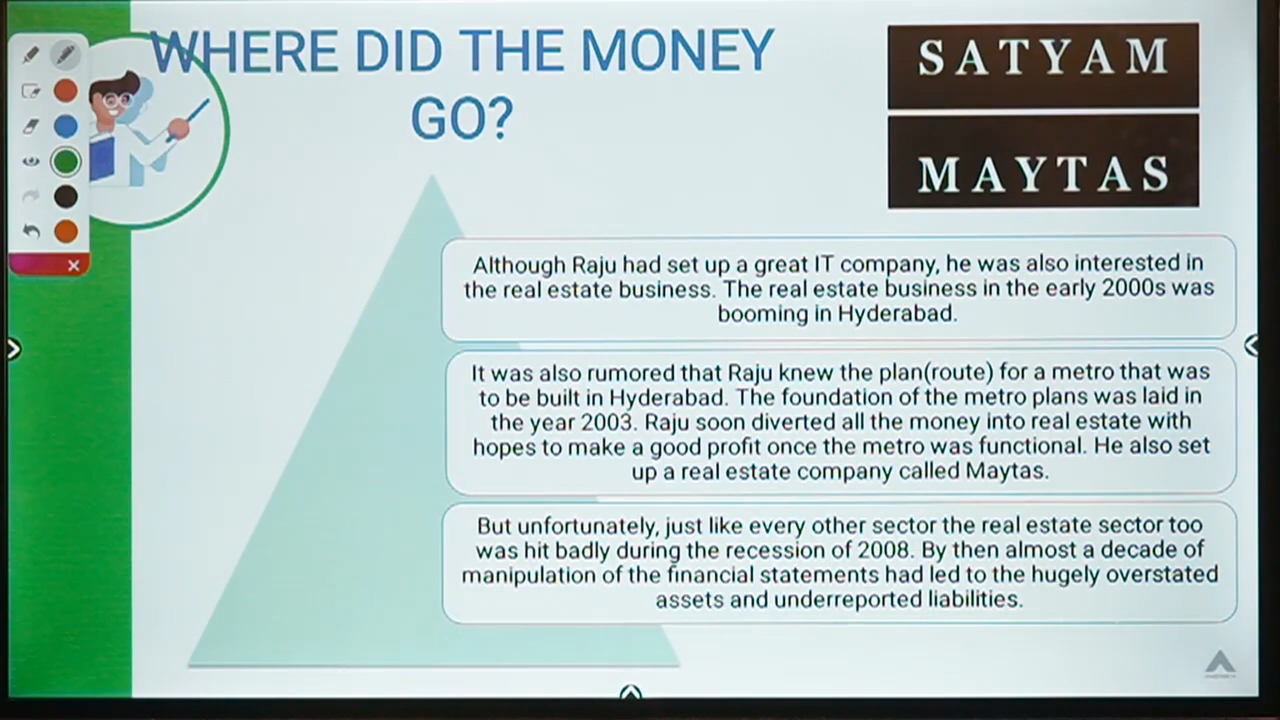 WHERE DID THE MONEY
GO?
SATYAM
MAYTAS
Although Raju had set up a great IT company, he was also interested in
the real estate business. The real estate business in the early 2000s was
booming in Hyderabad.
It was also rumored that Raju knew the plan(route) for a metro that was
to be built in Hyderabad. The foundation of the metro plans was laid in
the year 2003. Raju soon diverted all the money into real estate with
hopes to make a good profit once the metro was functional. He also set
up a real estate company called Maytas.
But unfortunately, just like every other sector the real estate sector too
was hit badly during the recession of 2008. By then almost a decade of
manipulation of the financial statements had led to the hugely overstated
assets and underreported liabilities.